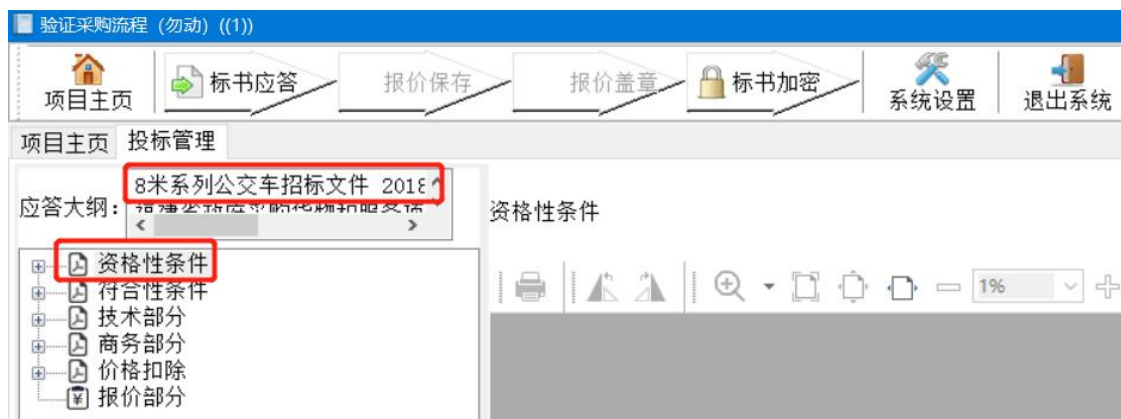 验证采购流程 (勿动) ((1))
项目主页 标书应答 报价保存 报价盖章 标书加密 系统设置 退出系统
项目主页 投标管理
8米系列公交车招标文件 2018
应答大纲:
资格性条件
资格性条件
符合性条件
技术部分
商务部分
价格扣除
报价部分
1%